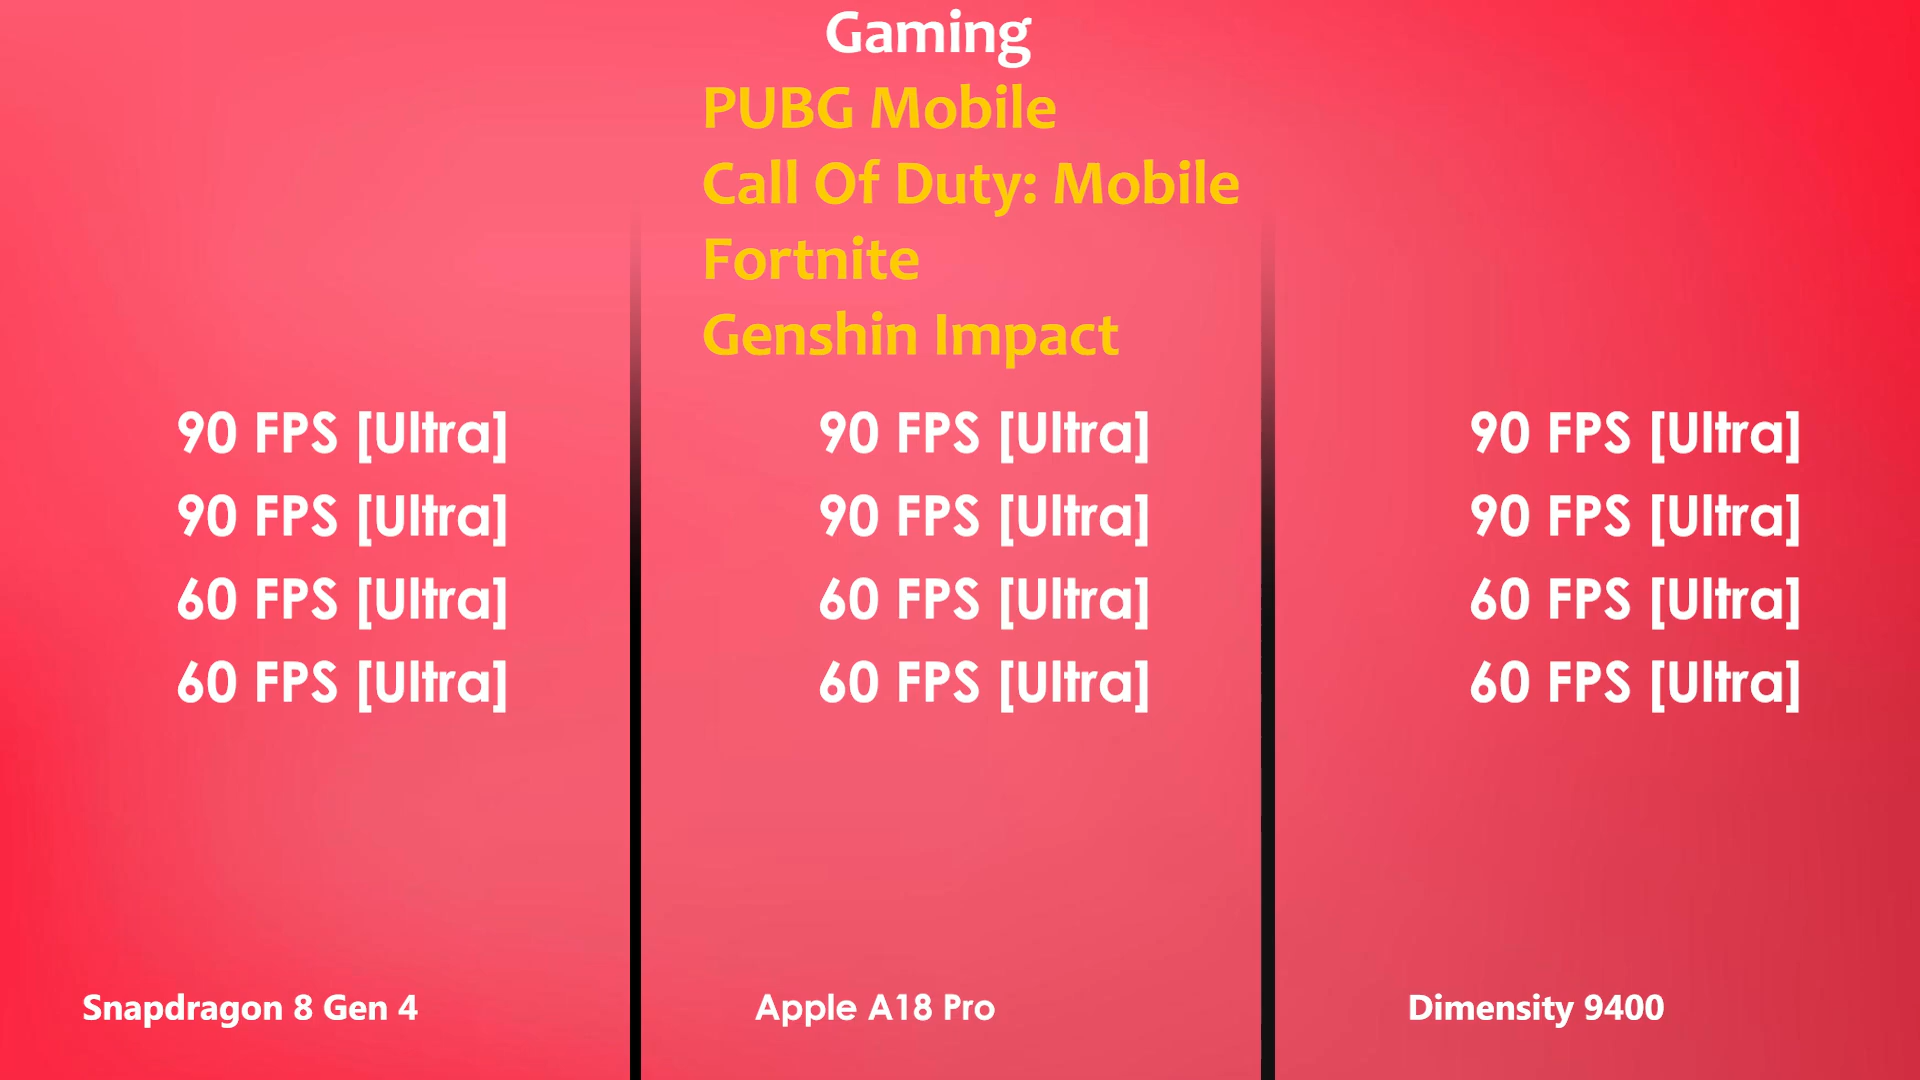 Gaming
PUBG Mobile
Call Of Duty: Mobile
Fortnite
Genshin Impact
90 FPS [Ultra] 90 FPS [Ultra] 90 FPS [Ultra]
90 FPS [Ultra] 90 FPS [Ultra] 90 FPS [Ultra]
60 FPS [Ultra] 60 FPS [Ultra] 60 FPS [Ultra]
60 FPS [Ultra] 60 FPS [Ultra] 60 FPS [Ultra]
Snapdragon 8 Gen 4 Apple A18 Pro Dimensity 9400